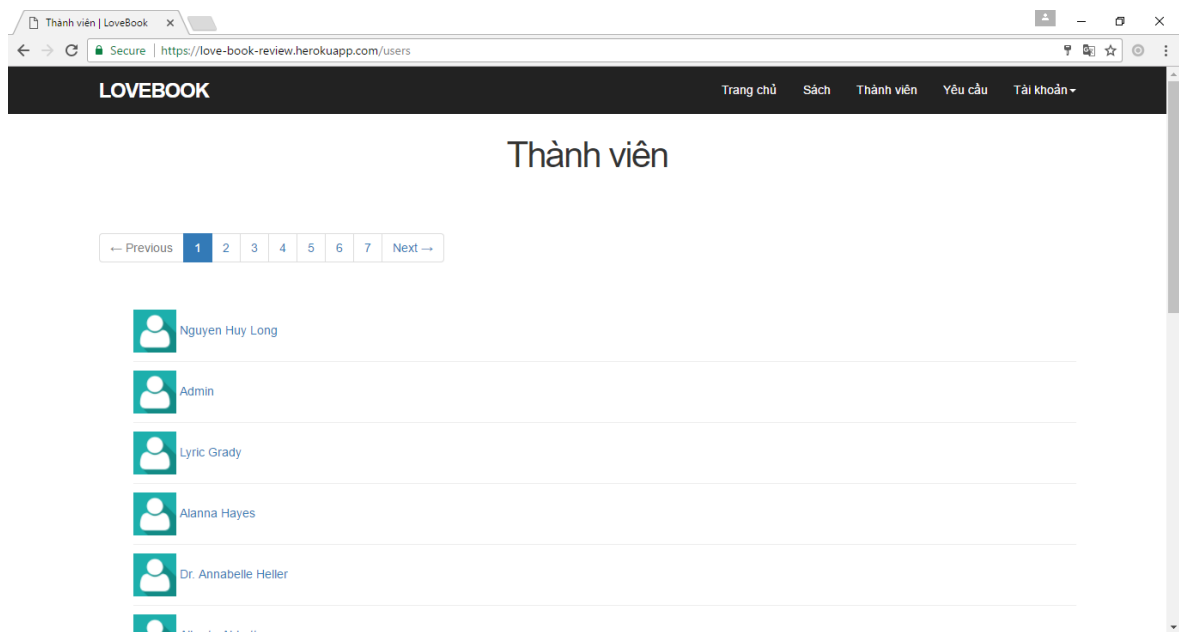 Thành viên | LoveBook
Secure | https://love-book-review.herokuapp.com/users
LOVEBOOK Trang chủ Sách Thành viên Yêu cầu Tài khoản
Thành viên
← Previous 1 2 3 4 5 6 7 Next →
Nguyen Huy Long
Admin
Lyric Grady
Alanna Hayes
Dr. Annabelle Heller